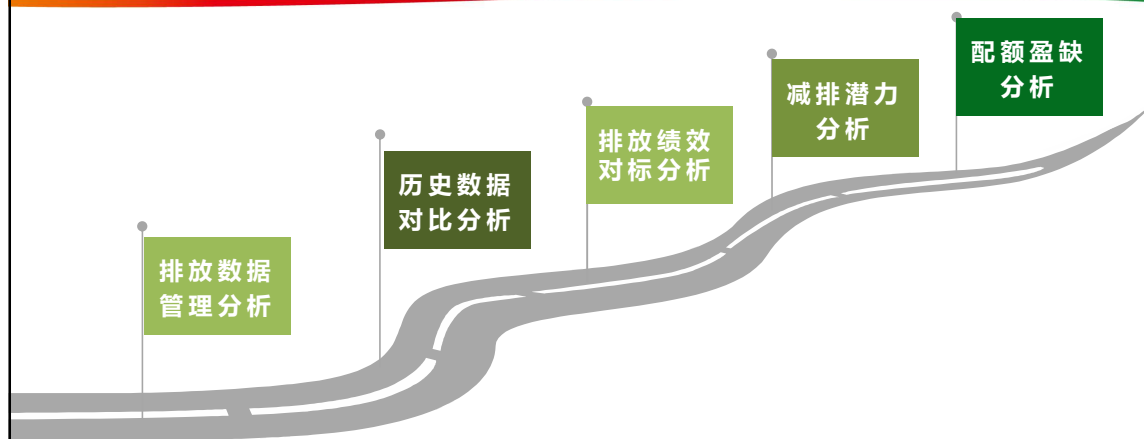 排放数据
管理分析
历史数据
对比分析
排放绩效
对标分析
减排潜力
分析
配额盈缺
分析